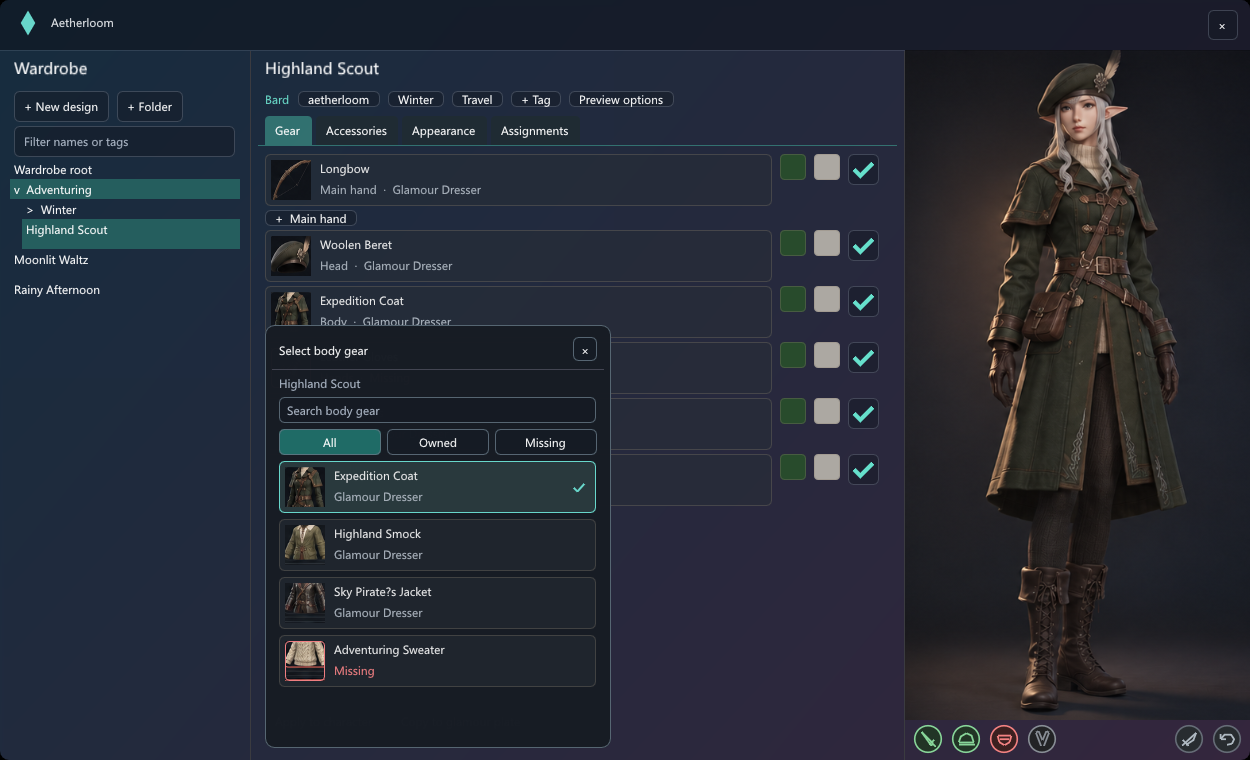 Aetherloom
×
Wardrobe
+ New design
+ Folder
Filter names or tags
Wardrobe root
v Adventuring
> Winter
Highland Scout
Moonlit Waltz
Rainy Afternoon
Highland Scout
Bard aetherloom Winter Travel + Tag Preview options
Gear Accessories Appearance Assignments
Longbow
Main hand · Glamour Dresser
+ Main hand
Woolen Beret
Head · Glamour Dresser
Expedition Coat
Body · Glamour Dresser
Select body gear
×
Highland Scout
Search body gear
All Owned Missing
Expedition Coat
Glamour Dresser
Highland Smock
Glamour Dresser
Sky Pirate?s Jacket
Glamour Dresser
Adventuring Sweater
Missing